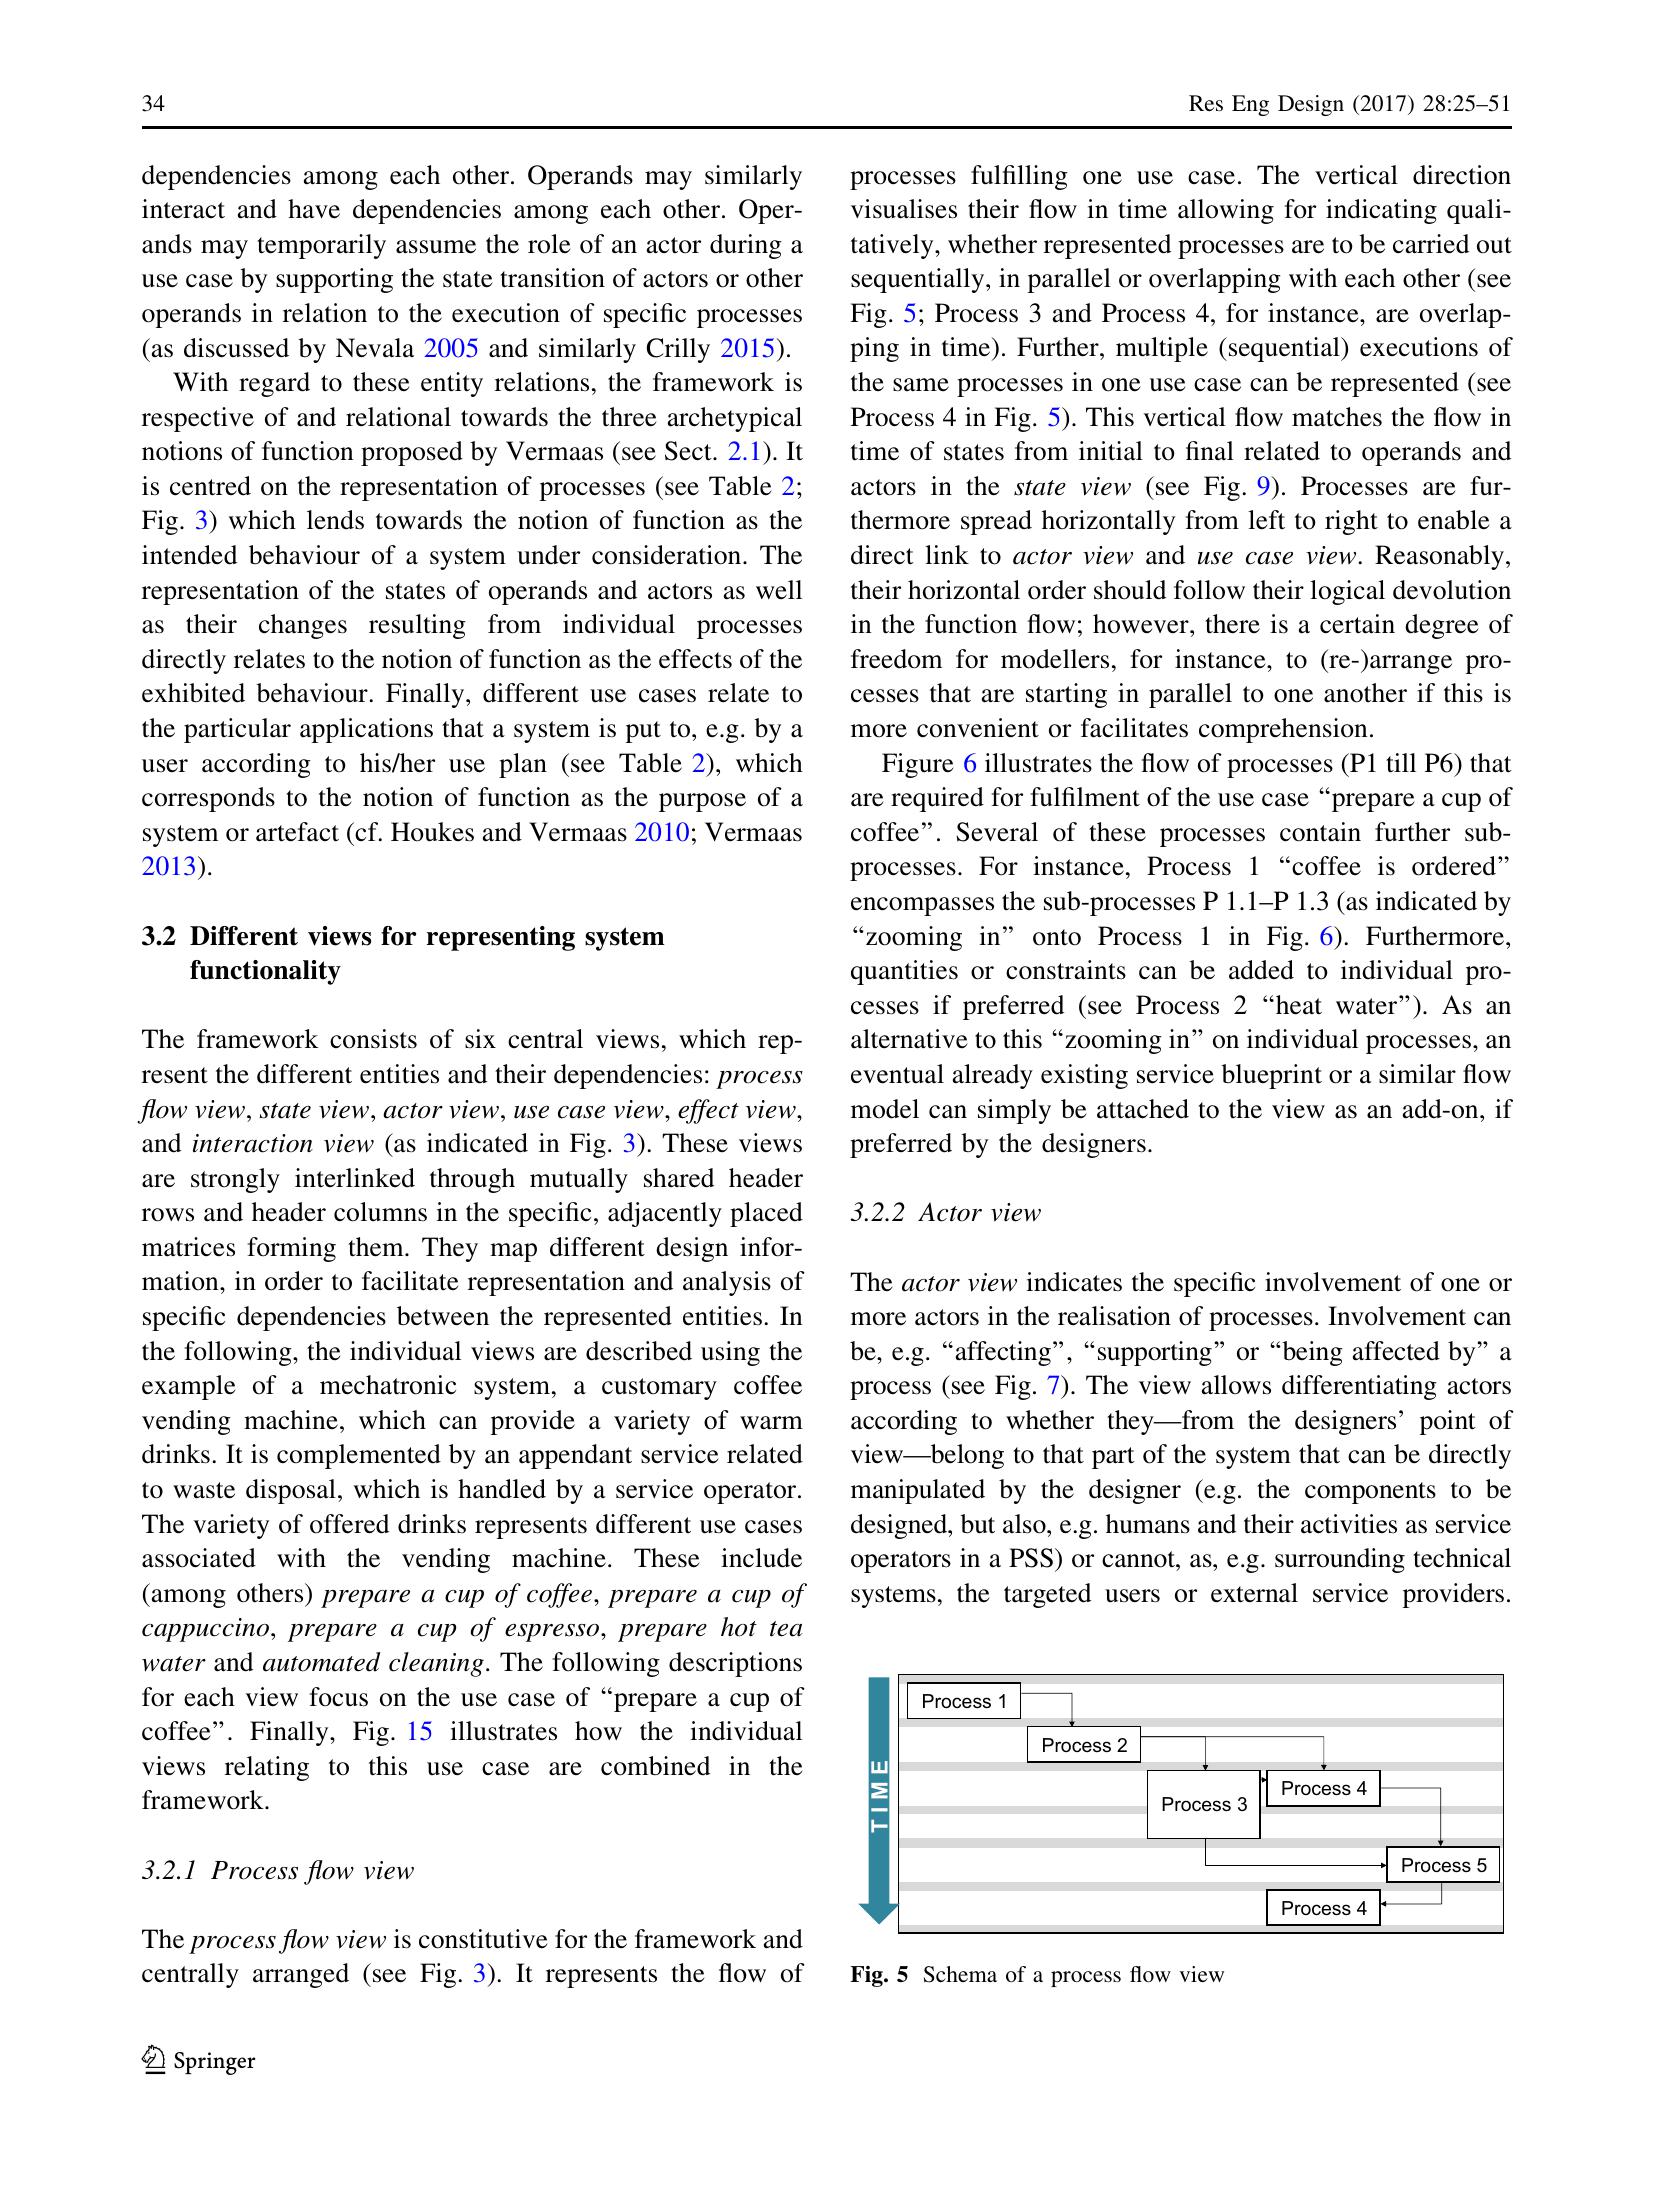 34
Res Eng Design (2017) 28:25–51
dependencies among each other. Operands may similarly
interact and have dependencies among each other. Oper-
ands may temporarily assume the role of an actor during a
use case by supporting the state transition of actors or other
operands in relation to the execution of specific processes
(as discussed by Nevala 2005 and similarly Crilly 2015).
With regard to these entity relations, the framework is
respective of and relational towards the three archetypical
notions of function proposed by Vermaas (see Sect. 2.1). It
is centred on the representation of processes (see Table 2;
Fig. 3) which lends towards the notion of function as the
intended behaviour of a system under consideration. The
representation of the states of operands and actors as well
as their changes resulting from individual processes
directly relates to the notion of function as the effects of the
exhibited behaviour. Finally, different use cases relate to
the particular applications that a system is put to, e.g. by a
user according to his/her use plan (see Table 2), which
corresponds to the notion of function as the purpose of a
system or artefact (cf. Houkes and Vermaas 2010; Vermaas
2013).
3.2 Different views for representing system
functionality
The framework consists of six central views, which rep-
resent the different entities and their dependencies: process
flow view, state view, actor view, use case view, effect view,
and interaction view (as indicated in Fig. 3). These views
are strongly interlinked through mutually shared header
rows and header columns in the specific, adjacently placed
matrices forming them. They map different design infor-
mation, in order to facilitate representation and analysis of
specific dependencies between the represented entities. In
the following, the individual views are described using the
example of a mechatronic system, a customary coffee
vending machine, which can provide a variety of warm
drinks. It is complemented by an appendant service related
to waste disposal, which is handled by a service operator.
The variety of offered drinks represents different use cases
associated with the vending machine. These include
(among others) prepare a cup of coffee, prepare a cup of
cappuccino, prepare a cup of espresso, prepare hot tea
water and automated cleaning. The following descriptions
for each view focus on the use case of “prepare a cup of
coffee”. Finally, Fig. 15 illustrates how the individual
views relating to this use case are combined in the
framework.
3.2.1 Process flow view
The process flow view is constitutive for the framework and
centrally arranged (see Fig. 3). It represents the flow of
processes fulfilling one use case. The vertical direction
visualises their flow in time allowing for indicating quali-
tatively, whether represented processes are to be carried out
sequentially, in parallel or overlapping with each other (see
Fig. 5; Process 3 and Process 4, for instance, are overlap-
ping in time). Further, multiple (sequential) executions of
the same processes in one use case can be represented (see
Process 4 in Fig. 5). This vertical flow matches the flow in
time of states from initial to final related to operands and
actors in the state view (see Fig. 9). Processes are fur-
thermore spread horizontally from left to right to enable a
direct link to actor view and use case view. Reasonably,
their horizontal order should follow their logical devolution
in the function flow; however, there is a certain degree of
freedom for modellers, for instance, to (re-)arrange pro-
cesses that are starting in parallel to one another if this is
more convenient or facilitates comprehension.
Figure 6 illustrates the flow of processes (P1 till P6) that
are required for fulfilment of the use case “prepare a cup of
coffee”. Several of these processes contain further sub-
processes. For instance, Process 1 “coffee is ordered”
encompasses the sub-processes P 1.1–P 1.3 (as indicated by
“zooming in” onto Process 1 in Fig. 6). Furthermore,
quantities or constraints can be added to individual pro-
cesses if preferred (see Process 2 “heat water”). As an
alternative to this “zooming in” on individual processes, an
eventual already existing service blueprint or a similar flow
model can simply be attached to the view as an add-on, if
preferred by the designers.
3.2.2 Actor view
The actor view indicates the specific involvement of one or
more actors in the realisation of processes. Involvement can
be, e.g. “affecting”, “supporting” or “being affected by” a
process (see Fig. 7). The view allows differentiating actors
according to whether they—from the designers’ point of
view—belong to that part of the system that can be directly
manipulated by the designer (e.g. the components to be
designed, but also, e.g. humans and their activities as service
operators in a PSS) or cannot, as, e.g. surrounding technical
systems, the targeted users or external service providers.
TIME
Process 1
Process 2
Process 3
Process 4
Process 5
Process 4
Fig. 5 Schema of a process flow view
Springer